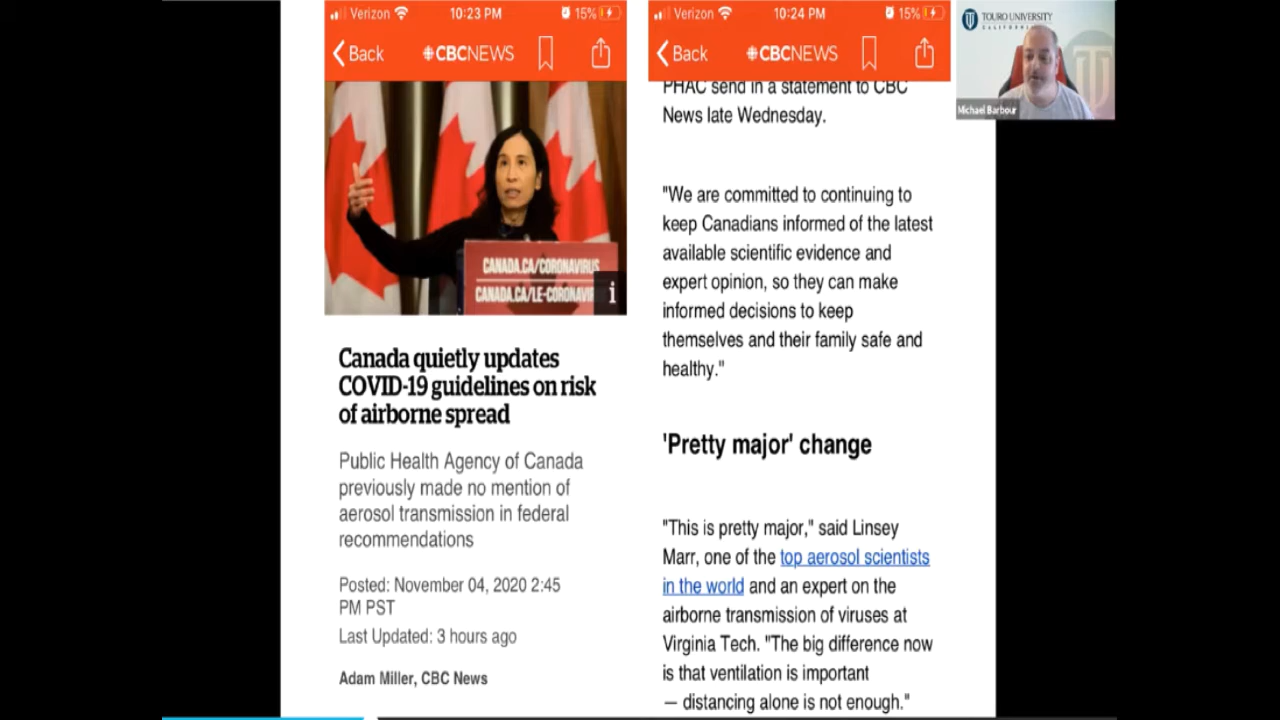 Verizon
10:23 PM
15%
Back
CBCNEWS
CANADA.CA/CORONAVIRUS
i
Canada quietly updates
COVID-19 guidelines on risk
of airborne spread
Public Health Agency of Canada
previously made no mention of
aerosol transmission in federal
recommendations
Posted: November 04, 2020 2:45
PM PST
Last Updated: 3 hours ago
Adam Miller, CBC News
Verizon
10:24 PM
15%
Back
CBCNEWS
PHAC send in a statement to CBC
News late Wednesday.
"We are committed to continuing to
keep Canadians informed of the latest
available scientific evidence and
expert opinion, so they can make
informed decisions to keep
themselves and their family safe and
healthy."
'Pretty major' change
"This is pretty major," said Linsey
Marr, one of the top aerosol scientists
in the world and an expert on the
airborne transmission of viruses at
Virginia Tech. "The big difference now
is that ventilation is important
— distancing alone is not enough."
TOURO UNIVERSITY
CALIFORNIA
Michael Barbour